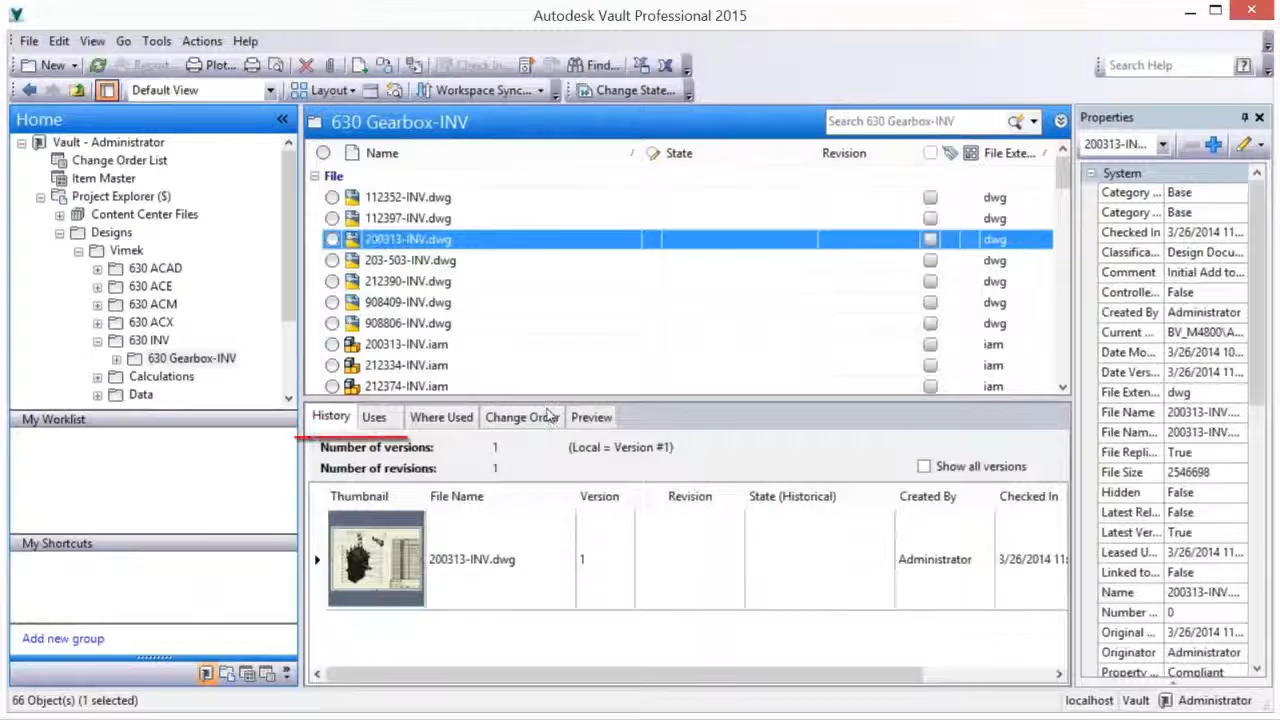 Autodesk Vault Professional 2015
File Edit View Go Tools Actions Help
New Plot... Find... Search Help
Default View Layout Workspace Sync... Change State...
Home
Vault - Administrator
Change Order List
Item Master
Project Explorer ($)
Content Center Files
Designs
Vimek
630 ACAD
630 ACE
630 ACM
630 ACX
630 INV
630 Gearbox-INV
Calculations
Data
My Worklist
My Shortcuts
Add new group
630 Gearbox-INV Search 630 Gearbox-INV
Name State Revision File Exte...
File
112352-INV.dwg dwg
112397-INV.dwg dwg
200313-INV.dwg dwg
203-503-INV.dwg dwg
212390-INV.dwg dwg
908409-INV.dwg dwg
908806-INV.dwg dwg
200313-INV.iam iam
212334-INV.iam iam
212374-INV.iam iam
History Uses Where Used Change Order Preview
Number of versions: 1 (Local = Version #1)
Number of revisions: 1
Show all versions
Thumbnail File Name Version Revision State (Historical) Created By Checked In
200313-INV.dwg 1 Administrator 3/26/2014 11:
Properties
200313-IN...
System
Category ... Base
Category ... Base
Checked In 3/26/2014 11...
Classifica... Design Docu...
Comment Initial Add to...
Controlle... False
Created By Administrator
Current ... BV_M4800\A...
Date Mo... 3/26/2014 10...
Date Vers... 3/26/2014 11...
File Exten... dwg
File Name 200313-INV....
File Nam... 200313-INV....
File Repli... True
File Size 2546698
Hidden False
Latest Rel... False
Latest Ver... True
Leased U... 3/26/2014 11...
Linked to... False
Name 200313-INV....
Number ... 0
Original ... 3/26/2014 11...
Originator Administrator
Property ... Compliant
66 Object(s) (1 selected) localhost Vault Administrator